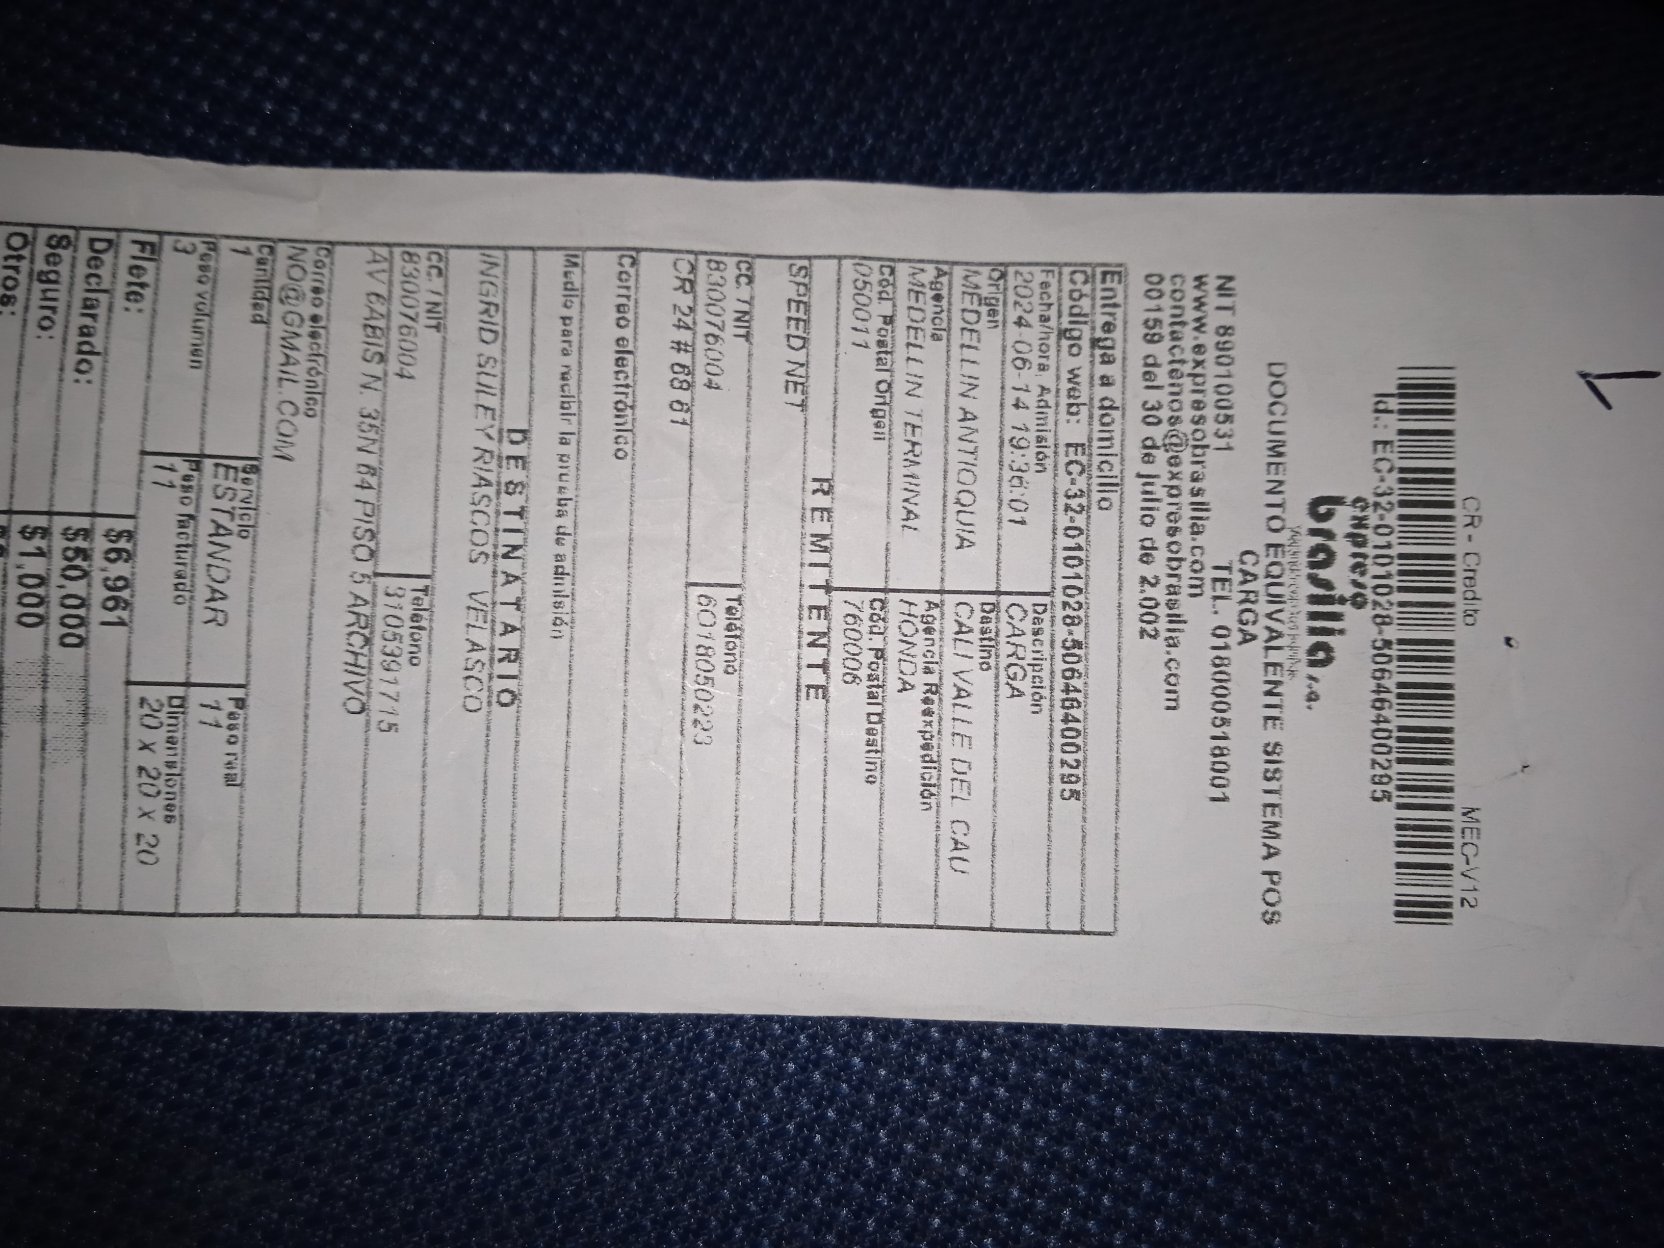 CR - Credito MEC-V12
Id.: EC-32-0101028-50646400295
expreso
brasilia s.a.
DOCUMENTO EQUIVALENTE SISTEMA POS
CARGA
NIT 890100531 TEL. 018000518001
www.expresobrasilia.com
contactenos@expresobrasilia.com
00159 del 30 de julio de 2.002
Entrega a domicilio
Código web: EC-32-0101028-50646400295
Fecha/hora. Admisión Descripción
2024-06-14 19:36:01 CARGA
Origen Destino
MEDELLIN ANTIOQUIA CALI VALLE DEL CAU
Agencia Agencia Reexpedición
MEDELLIN TERMINAL HONDA
Cód. Postal Origen Cód. Postal Destino
050011 760006
REMITENTE
SPEED NET
CC. / NIT Teléfono
830076004 6018050223
CR 24 # 68 61
Correo electrónico
Medio para recibir la prueba de admisión
DESTINATARIO
INGRID SULEY RIASCOS VELASCO
CC. / NIT Teléfono
830076004 3105391715
AV 6ABIS N. 35N 64 PISO 5 ARCHIVO
Correo electrónico
NO@GMAIL.COM
Cantidad Servicio Peso real
1 ESTÁNDAR 11
Peso volumen Peso facturado Dimensiones
3 11 20 x 20 x 20
Flete: $6,961
Declarado: $50,000
Seguro: $1,000
Otros: